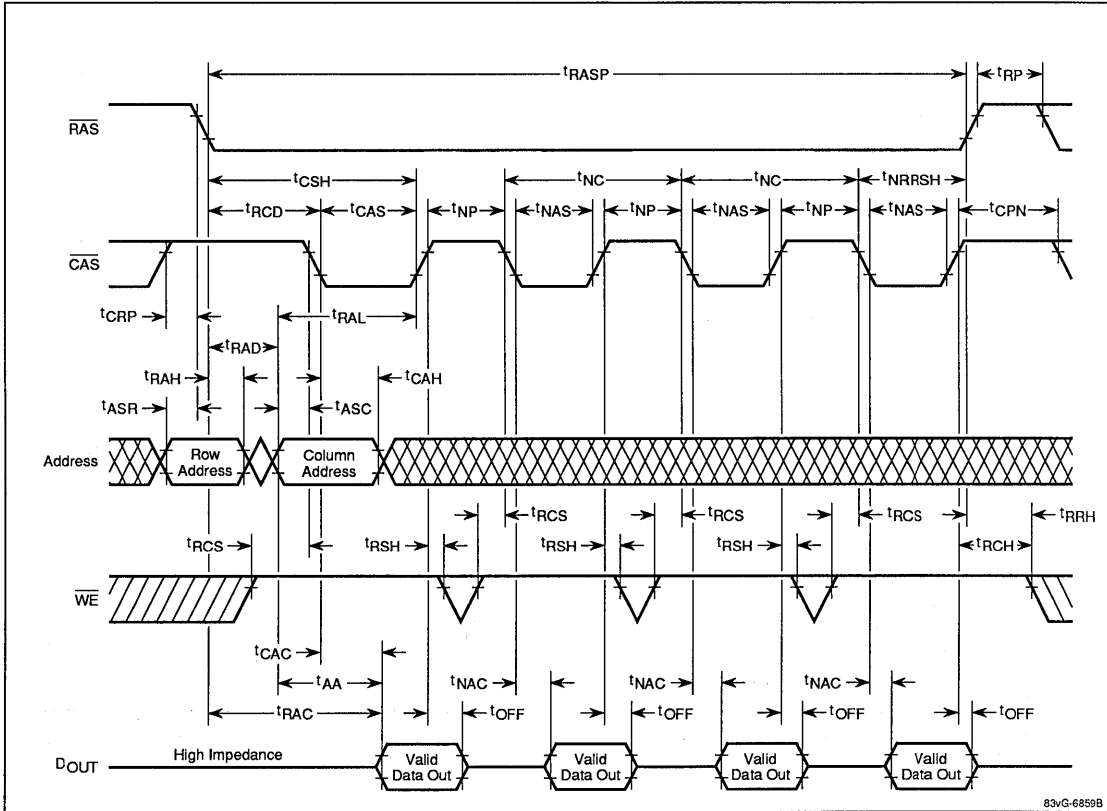 tRASP
tRP
RAS
tCSH
tNC
tNC
tNRRSH
tRCD
tCAS
tNP
tNAS
tNP
tNAS
tNP
tNAS
tCPN
CAS
tCRP
tRAL
tRAD
tRAH
tCAH
tASR
tASC
Address
Row
Address
Column
Address
tRCS
tRCS
tRCS
tRRH
tRCS
tRSH
tRSH
tRSH
tRCH
WE
tCAC
tAA
tNAC
tNAC
tNAC
tRAC
tOFF
tOFF
tOFF
tOFF
DOUT
High Impedance
Valid
Data Out
Valid
Data Out
Valid
Data Out
Valid
Data Out
83vG-6859B